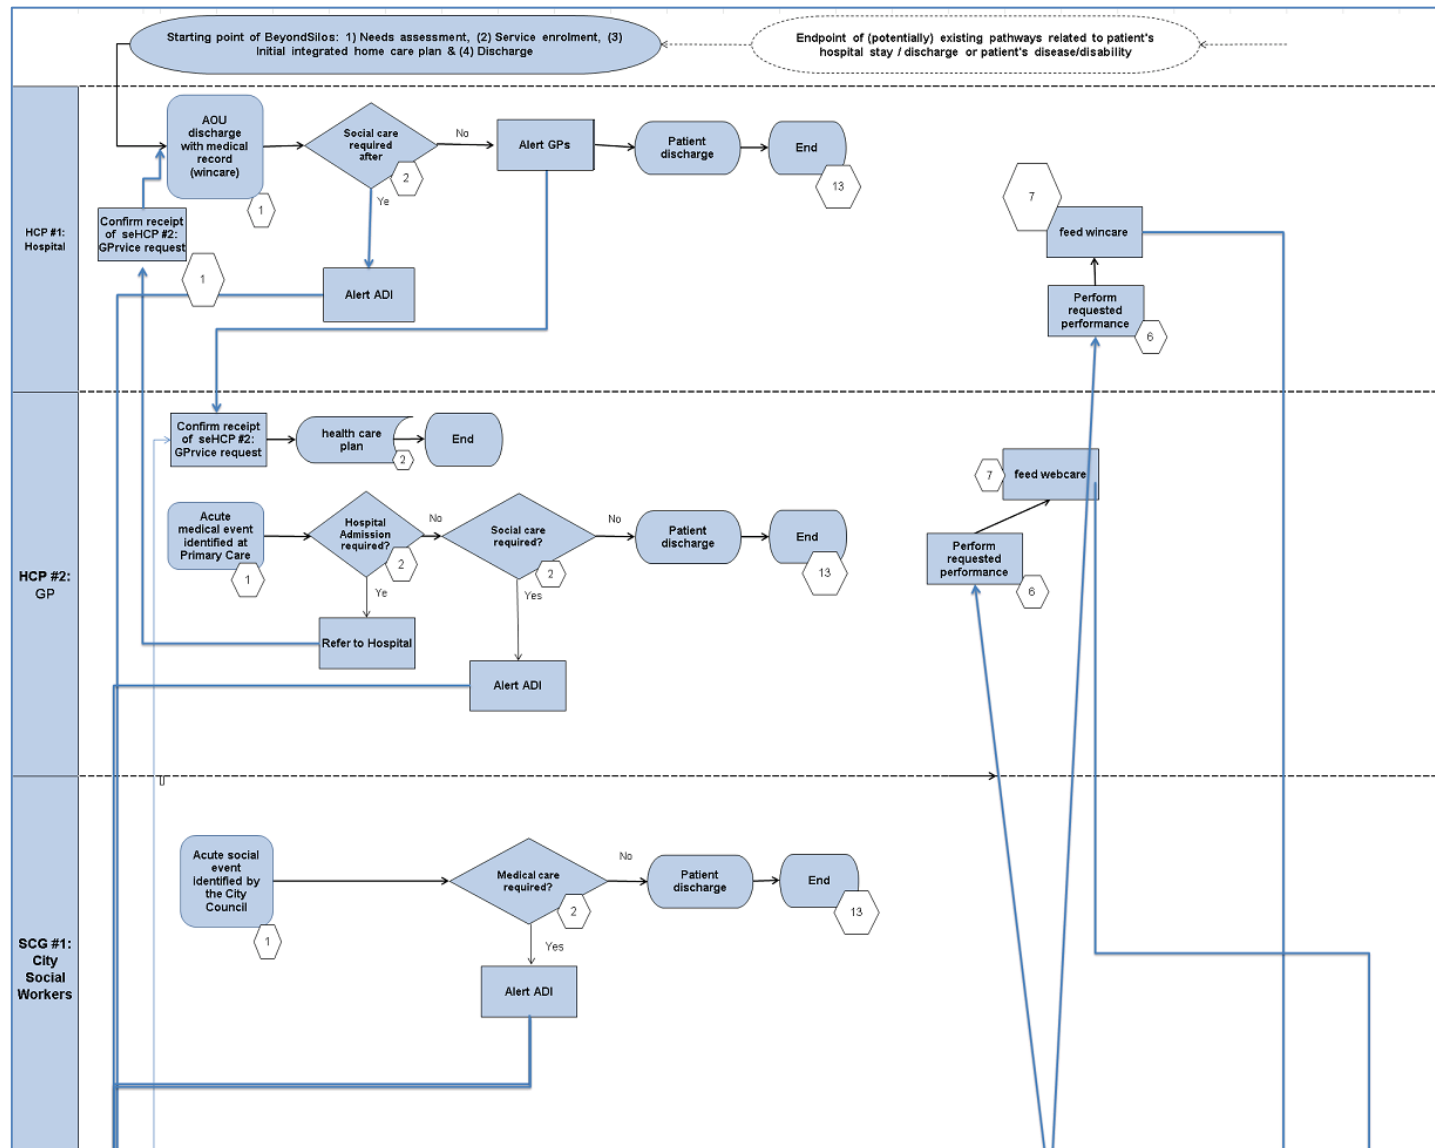 Starting point of BeyondSilos: 1) Needs assessment, (2) Service enrolment, (3)
Initial integrated home care plan & (4) Discharge
Endpoint of (potentially) existing pathways related to patient's
hospital stay / discharge or patient's disease/disability
HCP #1:
Hospital
AOU
discharge
with medical
record
(wincare)
1
Social care
required
after
2
No
Ye
Alert GPs
Patient
discharge
End
13
Confirm receipt
of seHCP #2:
GPrvice request
1
Alert ADI
7
feed wincare
Perform
requested
performance
6
HCP #2:
GP
Confirm receipt
of seHCP #2:
GPrvice request
health care
plan
2
End
7
feed webcare
Acute
medical event
identified at
Primary Care
1
Hospital
Admission
required?
2
No
Ye
Social care
required?
2
No
Yes
Patient
discharge
End
13
Perform
requested
performance
6
Refer to Hospital
Alert ADI
SCG #1:
City
Social
Workers
Acute social
event
identified by
the City
Council
1
Medical care
required?
2
No
Yes
Patient
discharge
End
13
Alert ADI